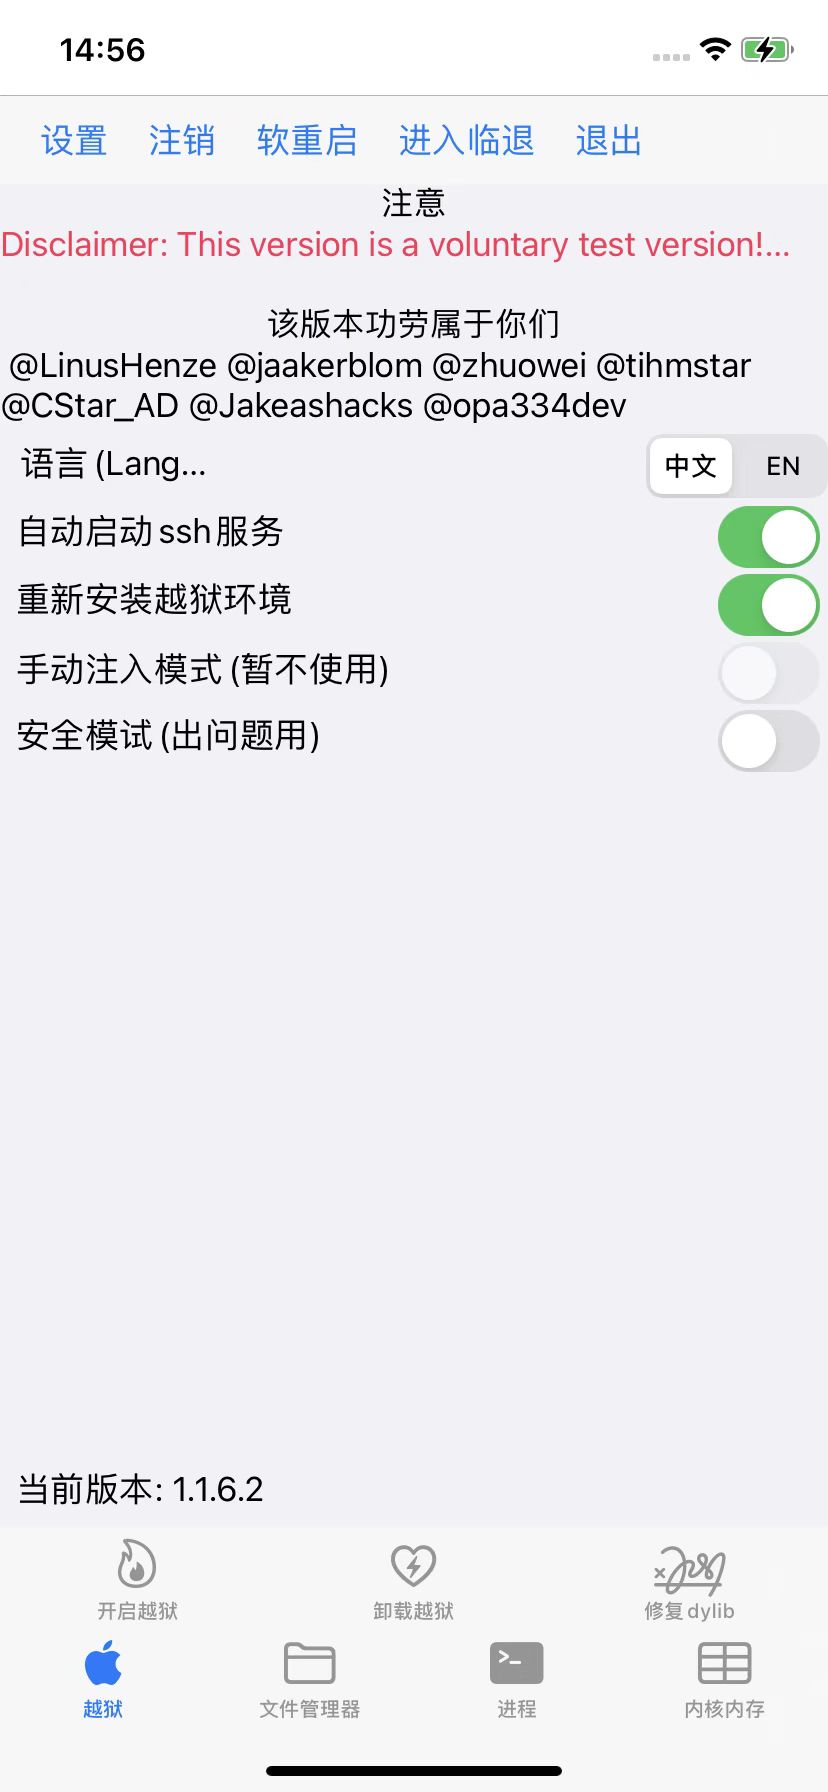 14:56
设置 注销 软重启 进入临退 退出
注意
Disclaimer: This version is a voluntary test version!...
该版本功劳属于你们
@LinusHenze @jaakerblom @zhuowei @tihmstar
@CStar_AD @Jakeashacks @opa334dev
语言 (Lang... 中文 EN
自动启动 ssh 服务
重新安装越狱环境
手动注入模式 (暂不使用)
安全模试 (出问题用)
当前版本: 1.1.6.2
开启越狱 卸载越狱 修复 dylib
越狱 文件管理器 进程 内核内存